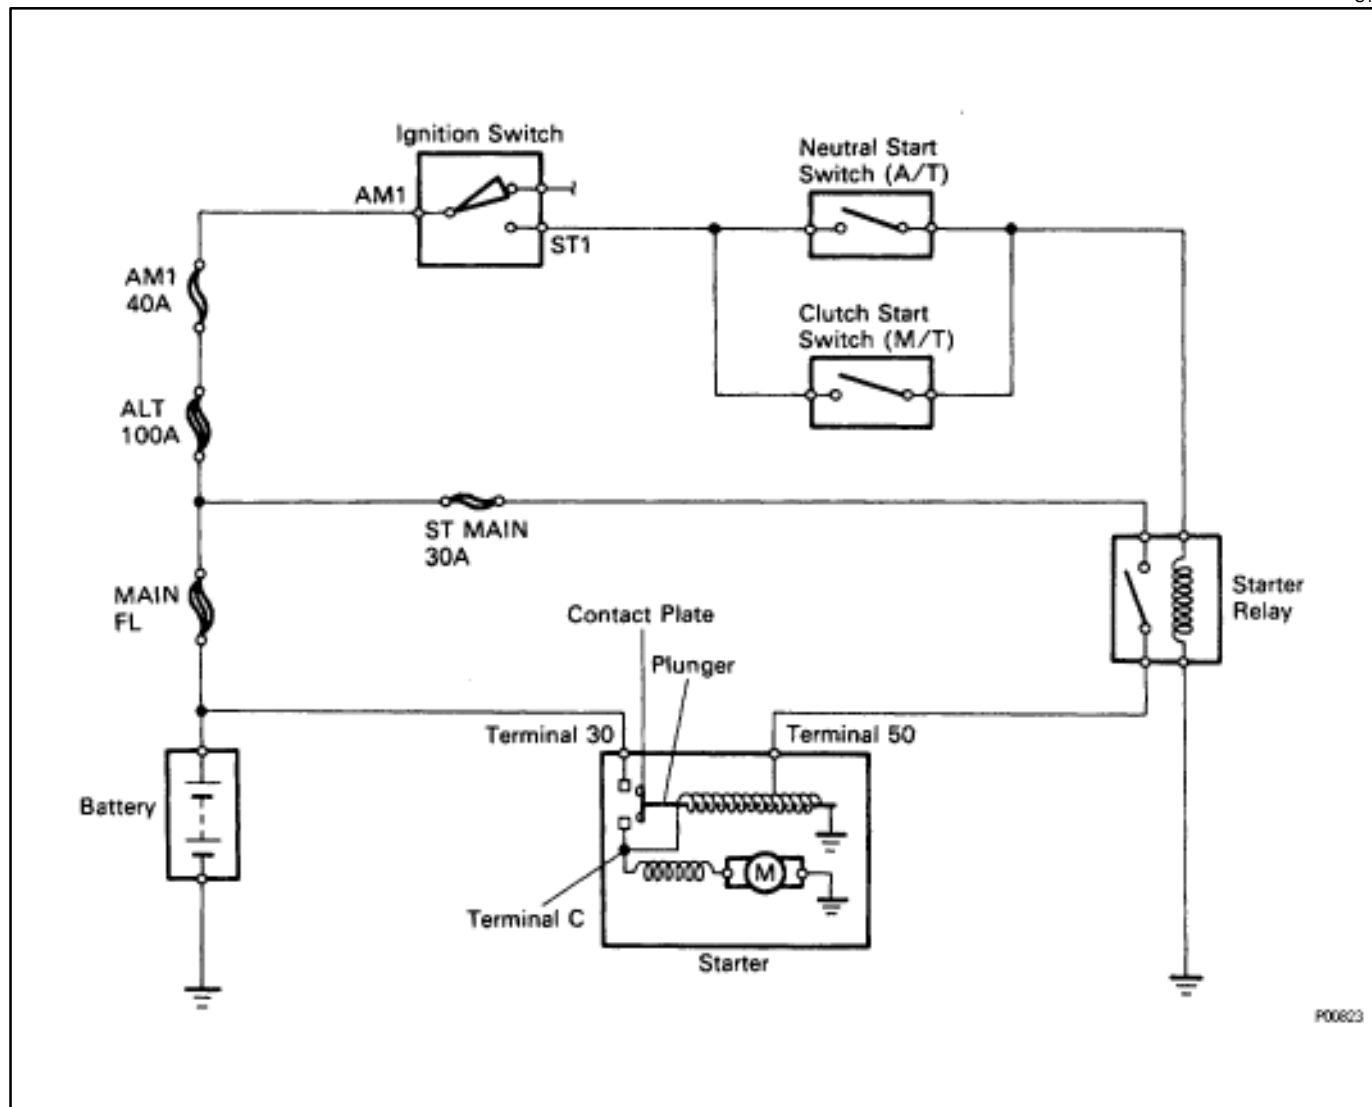 Ignition Switch
AM1
ST1
Neutral Start
Switch (A/T)
Clutch Start
Switch (M/T)
AM1
40A
ALT
100A
ST MAIN
30A
MAIN
FL
Starter
Relay
Contact Plate
Plunger
Terminal 30
Terminal 50
Battery
M
Terminal C
Starter
P00823